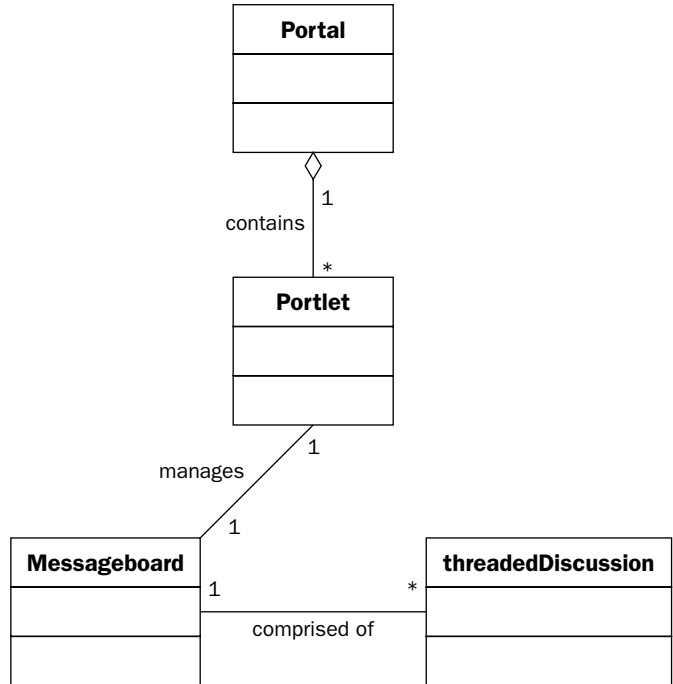 Portal
1
contains
*
Portlet
1
manages
1
Messageboard
threadedDiscussion
1
*
comprised of